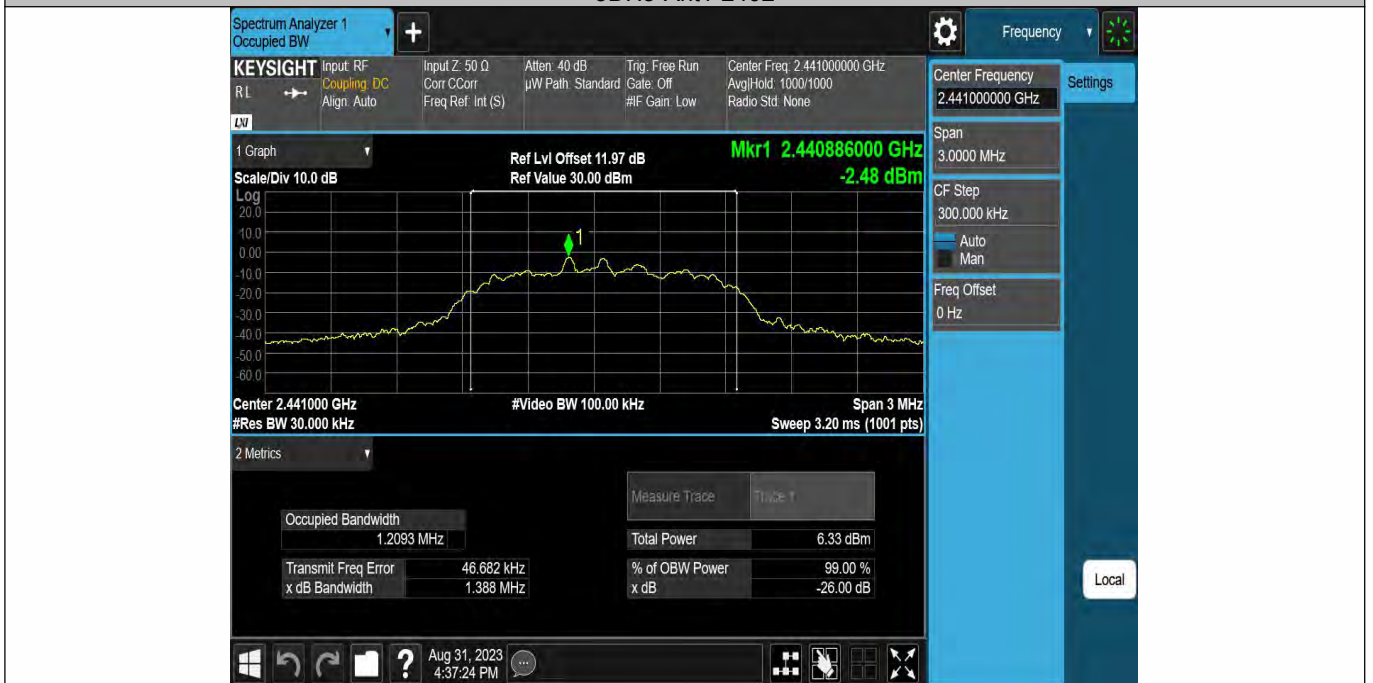 Spectrum Analyzer 1
Occupied BW
Frequency
KEYSIGHT
Input: RF
Coupling: DC
Align: Auto
RL
LXI
Input Z: 50 Ω
Corr CCorr
Freq Ref: Int (S)
Atten: 40 dB
µW Path: Standard
Trig: Free Run
Gate: Off
#IF Gain: Low
Center Freq: 2.441000000 GHz
Avg|Hold: 1000/1000
Radio Std: None
Center Frequency
2.441000000 GHz
Settings
Span
3.0000 MHz
CF Step
300.000 kHz
Auto
Man
Freq Offset
0 Hz
1 Graph
Scale/Div 10.0 dB
Ref Lvl Offset 11.97 dB
Ref Value 30.00 dBm
Mkr1 2.440886000 GHz
-2.48 dBm
Log
20.0
10.0
0.00
-10.0
-20.0
-30.0
-40.0
-50.0
-60.0
1
Center 2.441000 GHz
#Res BW 30.000 kHz
#Video BW 100.00 kHz
Span 3 MHz
Sweep 3.20 ms (1001 pts)
2 Metrics
Measure Trace
Trace 1
Occupied Bandwidth
1.2093 MHz
Total Power 6.33 dBm
Transmit Freq Error 46.682 kHz
% of OBW Power 99.00 %
x dB Bandwidth 1.388 MHz
x dB -26.00 dB
Local
Aug 31, 2023
4:37:24 PM